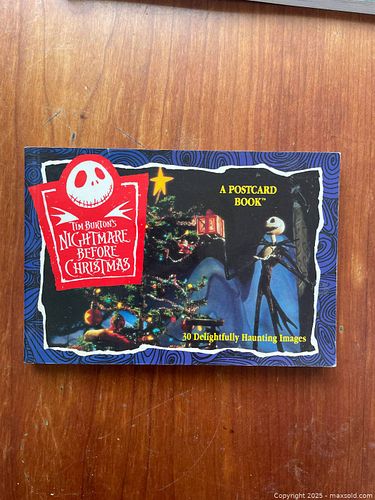 TIM BURTON'S
NIGHTMARE
BEFORE
CHRISTMAS
A POSTCARD
BOOK™
30 Delightfully Haunting Images
Copyright 2025 - maxsold.com